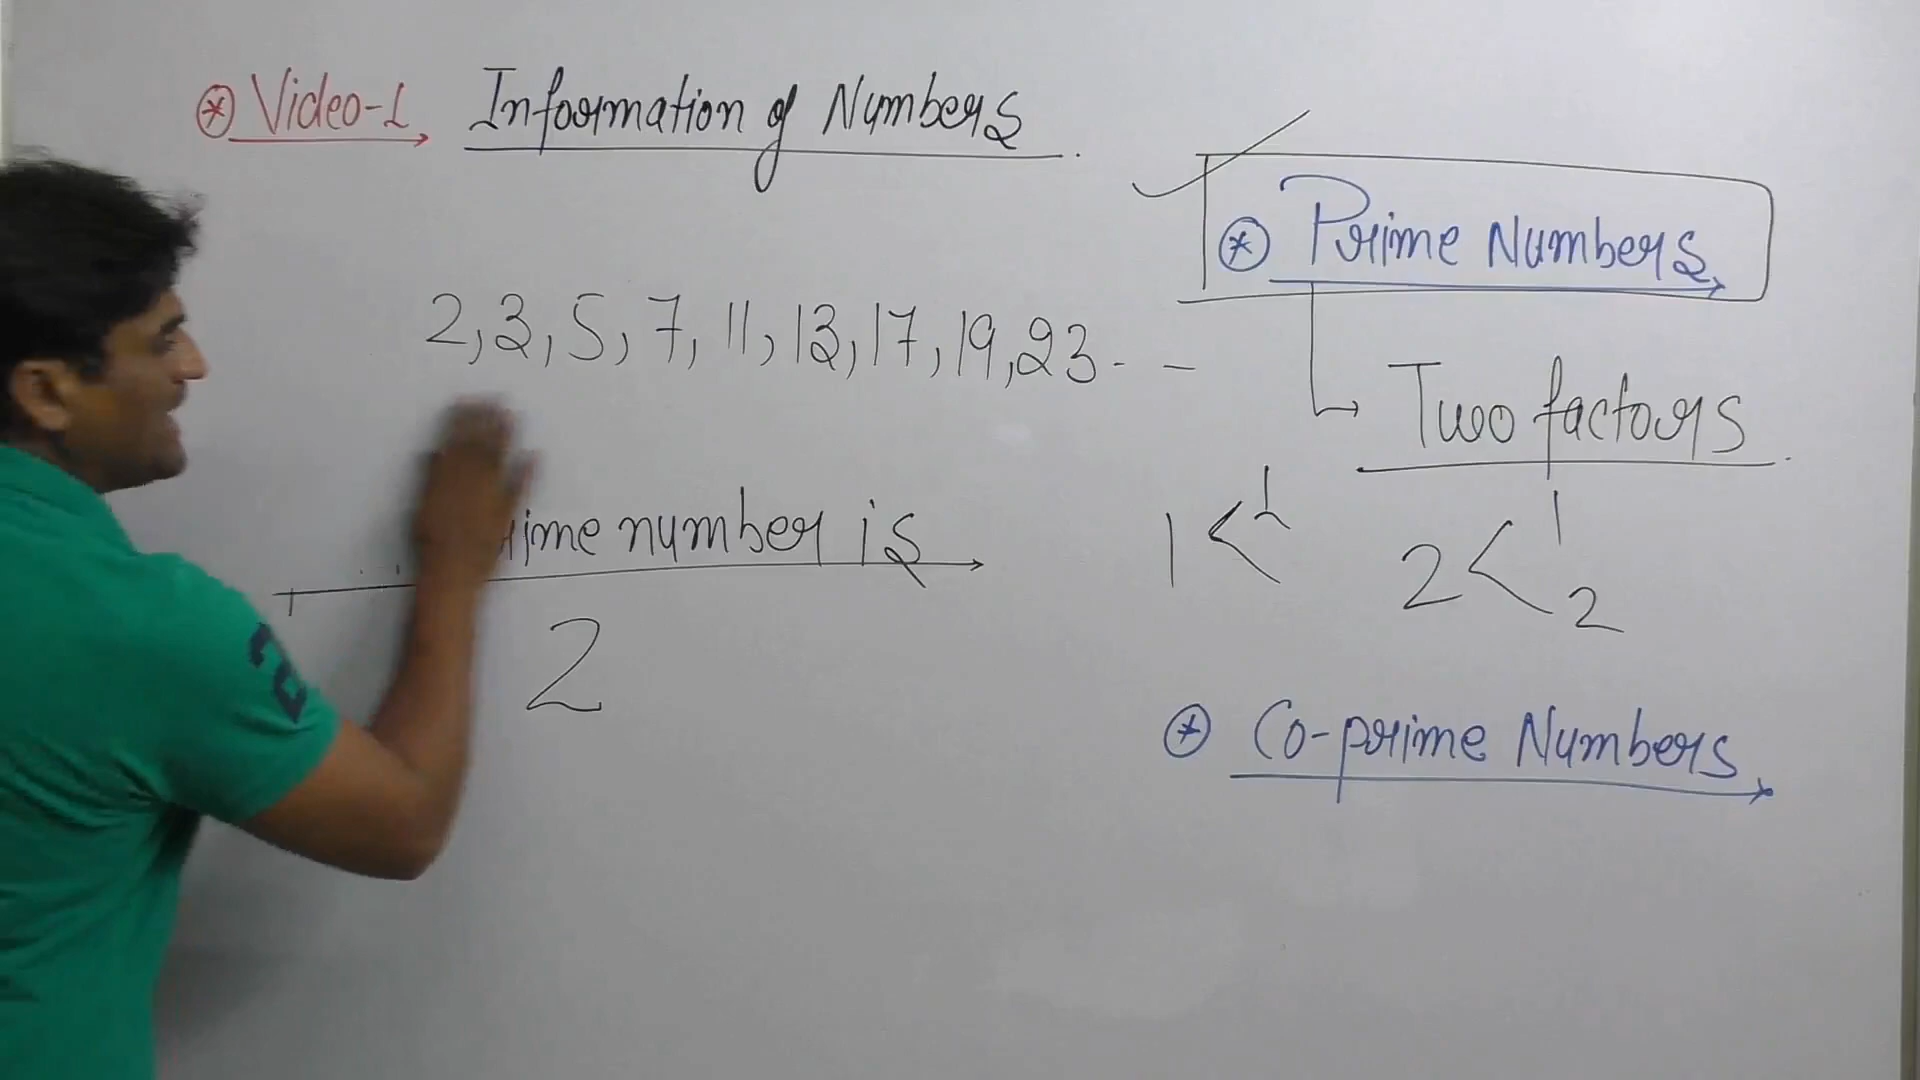 Video-1 Information of Numbers
Prime Numbers
2, 3, 5, 7, 11, 13, 17, 19, 23 - -
Two factors
number is
1 < 1
2 < 1 2
2
Co-prime Numbers